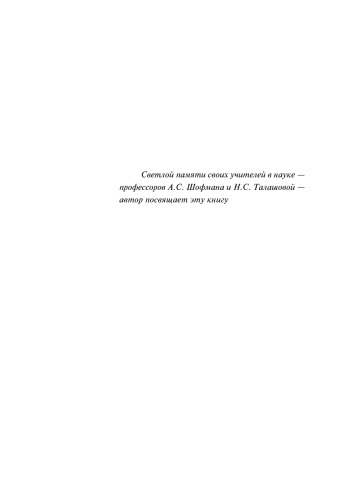 Светлой памяти своих учителей в науке —
профессоров А.С. Шофмана и Н.С. Талашовой —
автор посвящает эту книгу